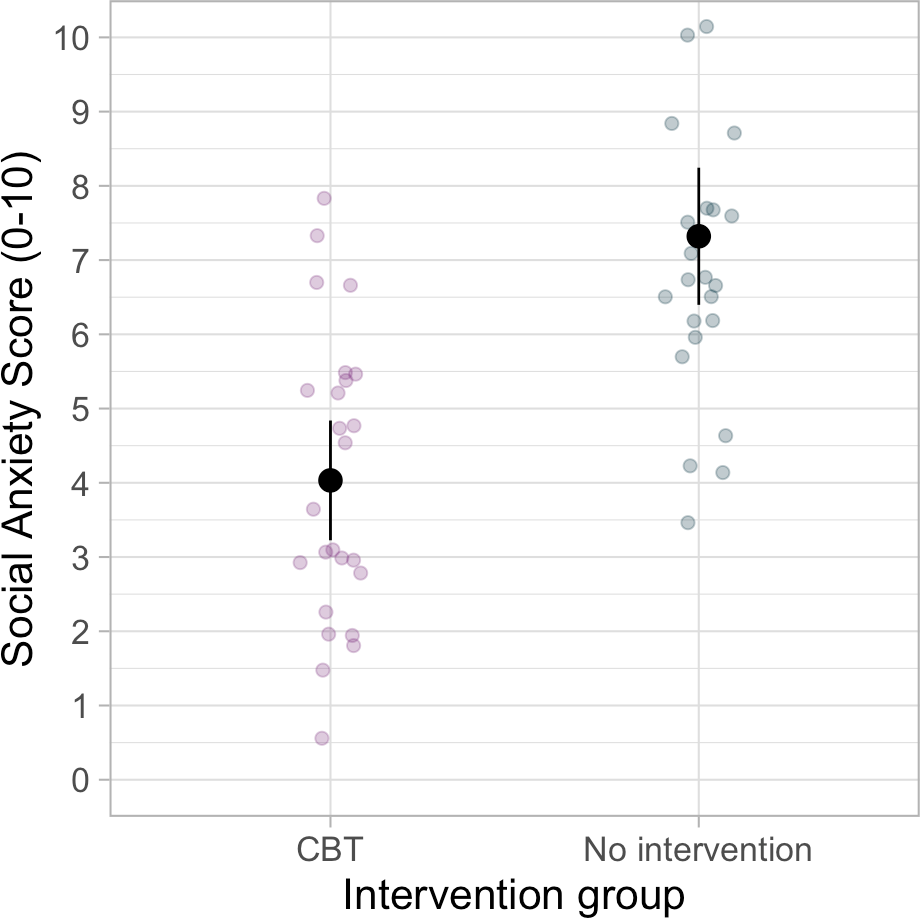 Social Anxiety Score (0-10)
10
9
8
7
6
5
4
3
2
1
0
CBT
No intervention
Intervention group